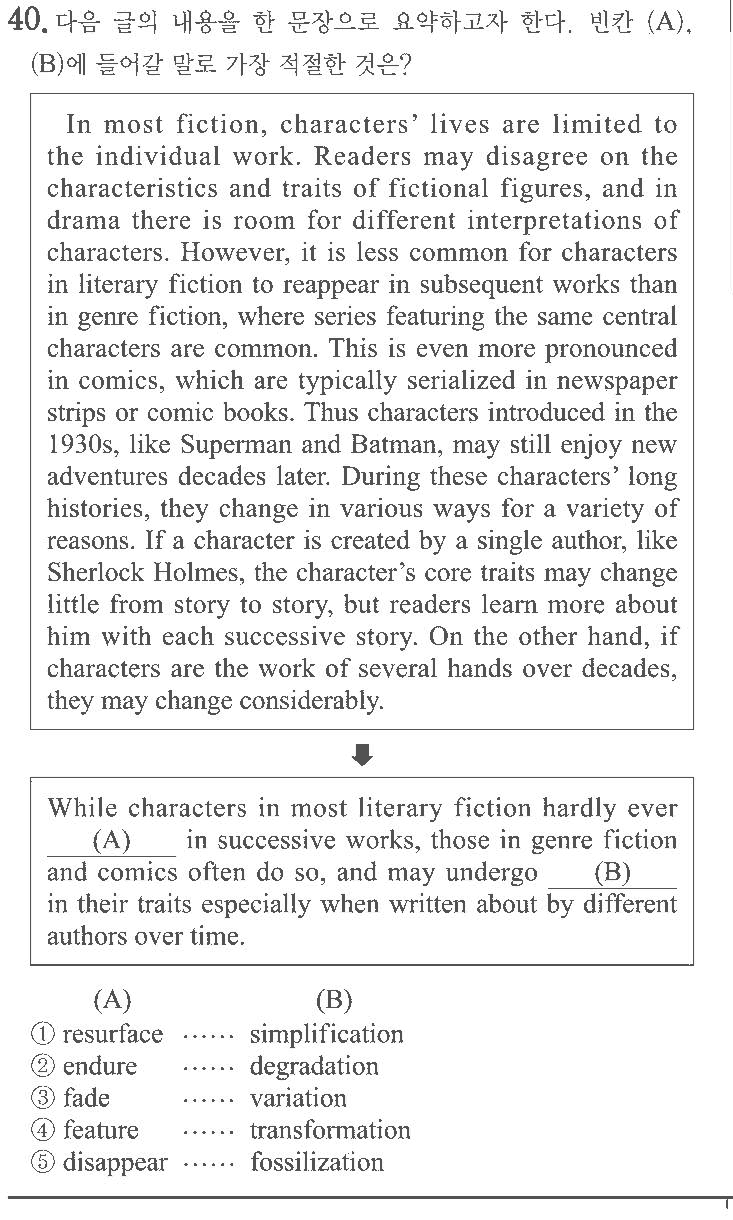 40. 다음 글의 내용을 한 문장으로 요약하고자 한다. 빈칸 (A),
(B)에 들어갈 말로 가장 적절한 것은?
In most fiction, characters' lives are limited to
the individual work. Readers may disagree on the
characteristics and traits of fictional figures, and in
drama there is room for different interpretations of
characters. However, it is less common for characters
in literary fiction to reappear in subsequent works than
in genre fiction, where series featuring the same central
characters are common. This is even more pronounced
in comics, which are typically serialized in newspaper
strips or comic books. Thus characters introduced in the
1930s, like Superman and Batman, may still enjoy new
adventures decades later. During these characters' long
histories, they change in various ways for a variety of
reasons. If a character is created by a single author, like
Sherlock Holmes, the character's core traits may change
little from story to story, but readers learn more about
him with each successive story. On the other hand, if
characters are the work of several hands over decades,
they may change considerably.
While characters in most literary fiction hardly ever
(A) in successive works, those in genre fiction
and comics often do so, and may undergo (B)
in their traits especially when written about by different
authors over time.
(A) (B)
① resurface ...... simplification
② endure ...... degradation
③ fade ...... variation
④ feature ...... transformation
⑤ disappear ...... fossilization